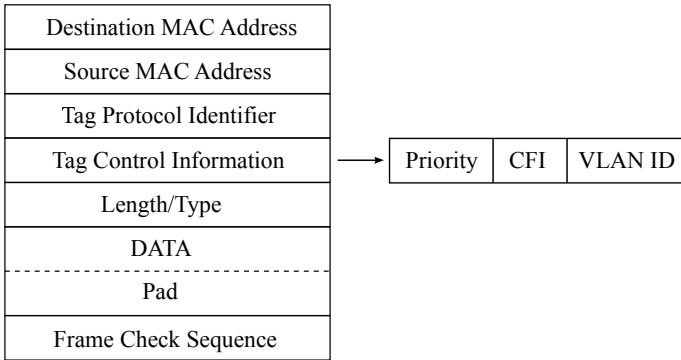 Destination MAC Address
Source MAC Address
Tag Protocol Identifier
Tag Control Information
Priority CFI VLAN ID
Length/Type
DATA
Pad
Frame Check Sequence